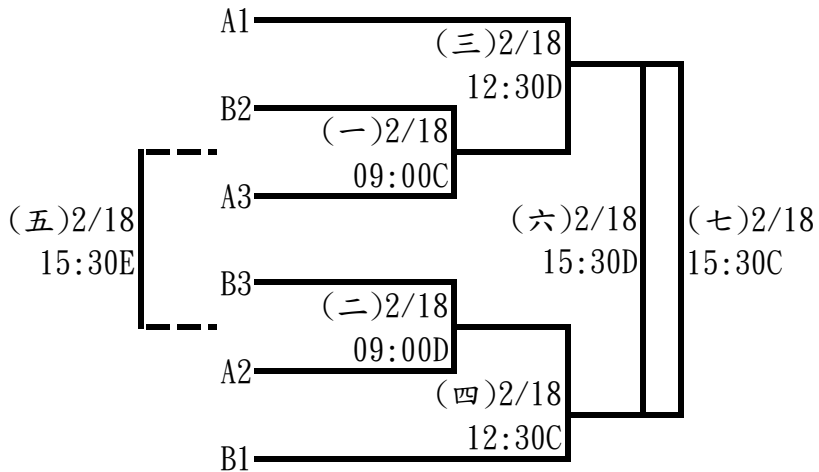 A1
(三)2/18
12:30D
B2
(一)2/18
09:00C
A3
(五)2/18
15:30E
(六)2/18
15:30D
(七)2/18
15:30C
B3
(二)2/18
09:00D
A2
(四)2/18
12:30C
B1